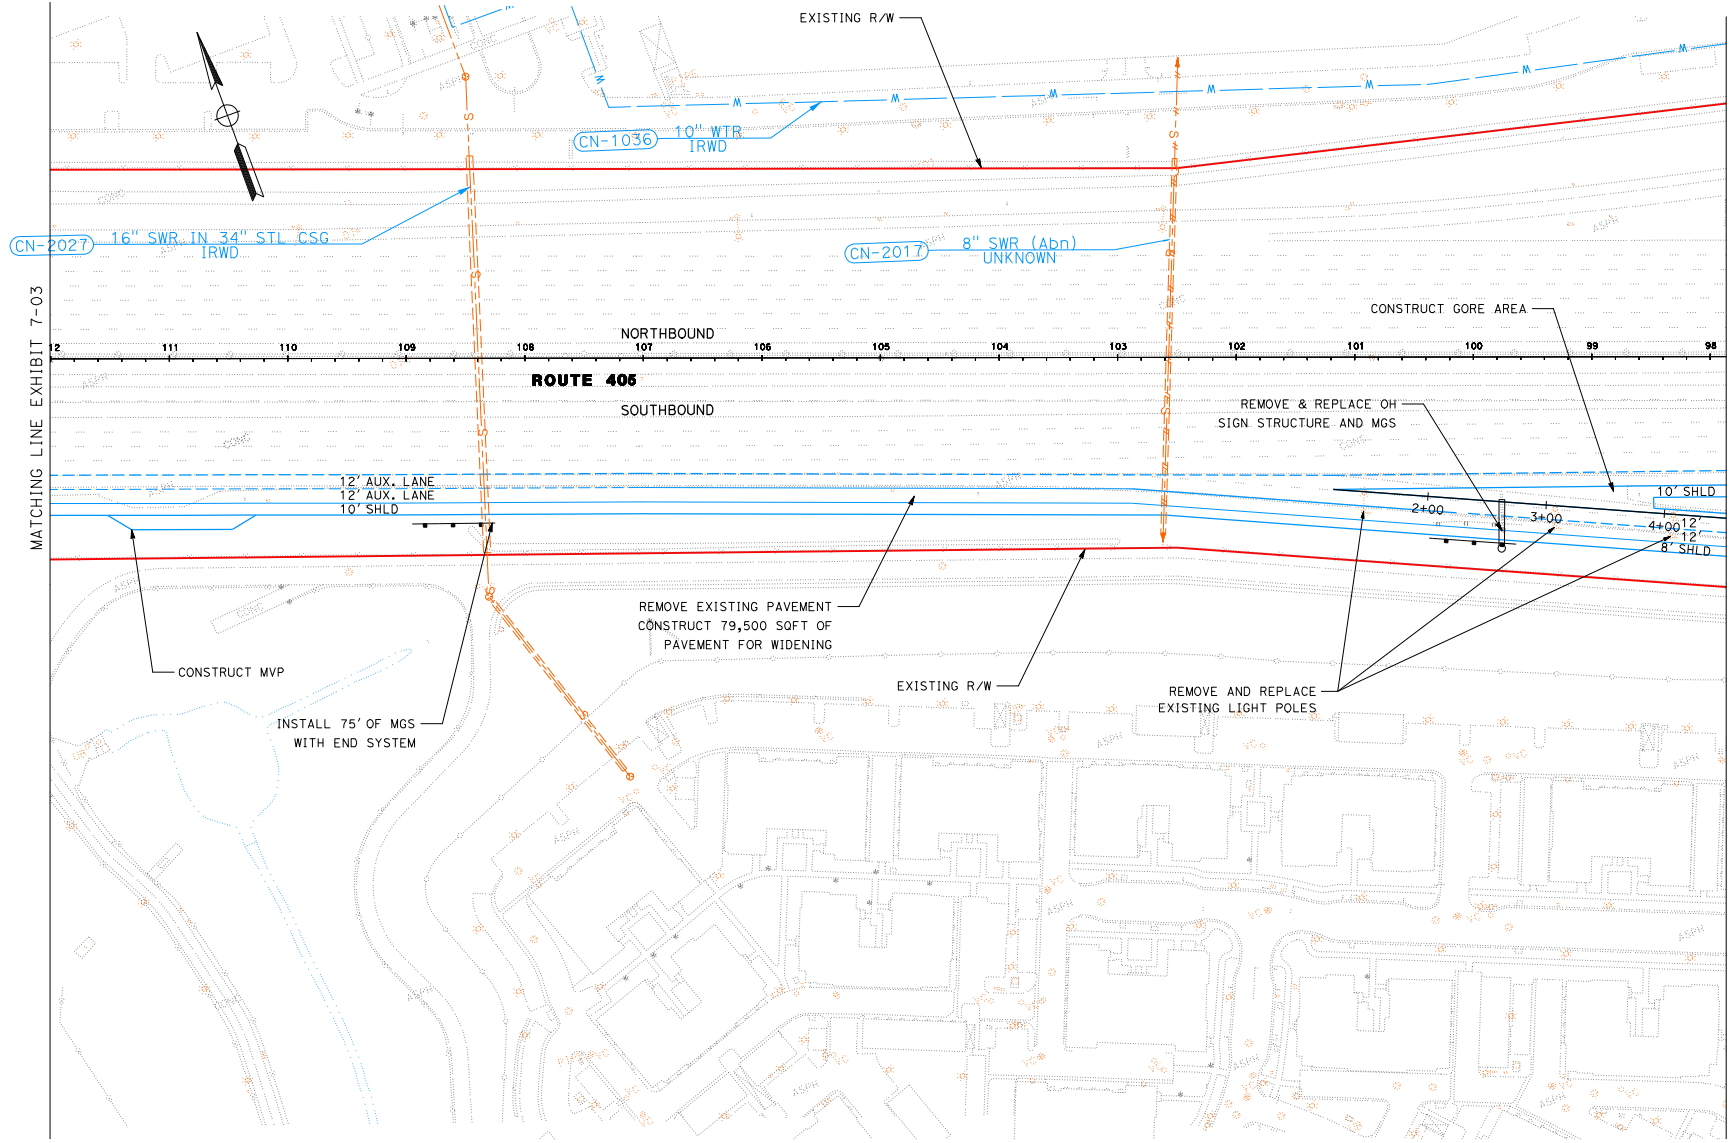 EXISTING R/W
CN-1036
10" WTR
IRWD
CN-2027
16" SWR IN 34" STL CSG
IRWD
CN-2017
8" SWR (Abn)
UNKNOWN
MATCHING LINE EXHIBIT 7-03
CONSTRUCT GORE AREA
NORTHBOUND
12 111 110 109 108 107 106 105 104 103 102 101 100 99 98
ROUTE 405
SOUTHBOUND
REMOVE & REPLACE OH
SIGN STRUCTURE AND MGS
12' AUX. LANE
12' AUX. LANE
10' SHLD
10' SHLD
2+00
3+00
4+00
12'
12
8' SHLD
REMOVE EXISTING PAVEMENT
CONSTRUCT 79,500 SQFT OF
PAVEMENT FOR WIDENING
CONSTRUCT MVP
EXISTING R/W
REMOVE AND REPLACE
EXISTING LIGHT POLES
INSTALL 75' OF MGS
WITH END SYSTEM